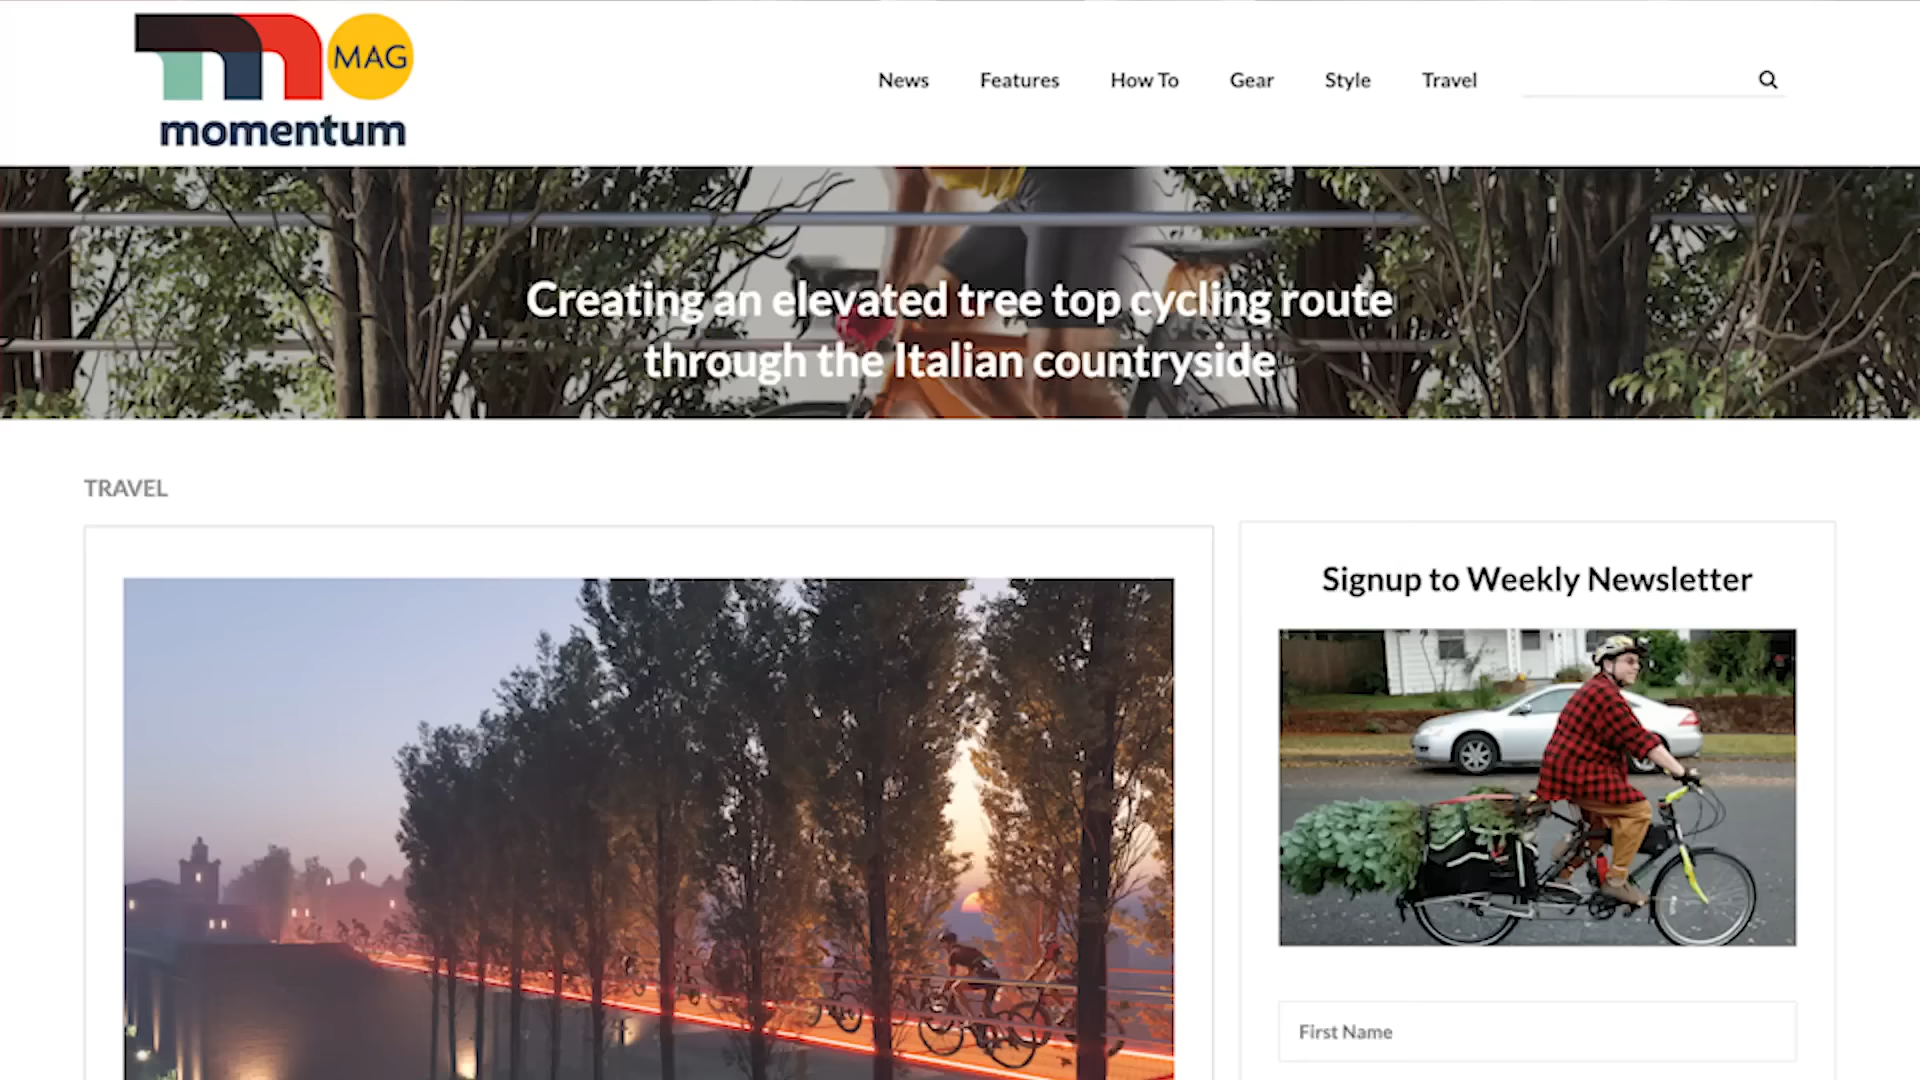 MAG
momentum
News Features How To Gear Style Travel
Creating an elevated tree top cycling route
through the Italian countryside
TRAVEL
Signup to Weekly Newsletter
First Name